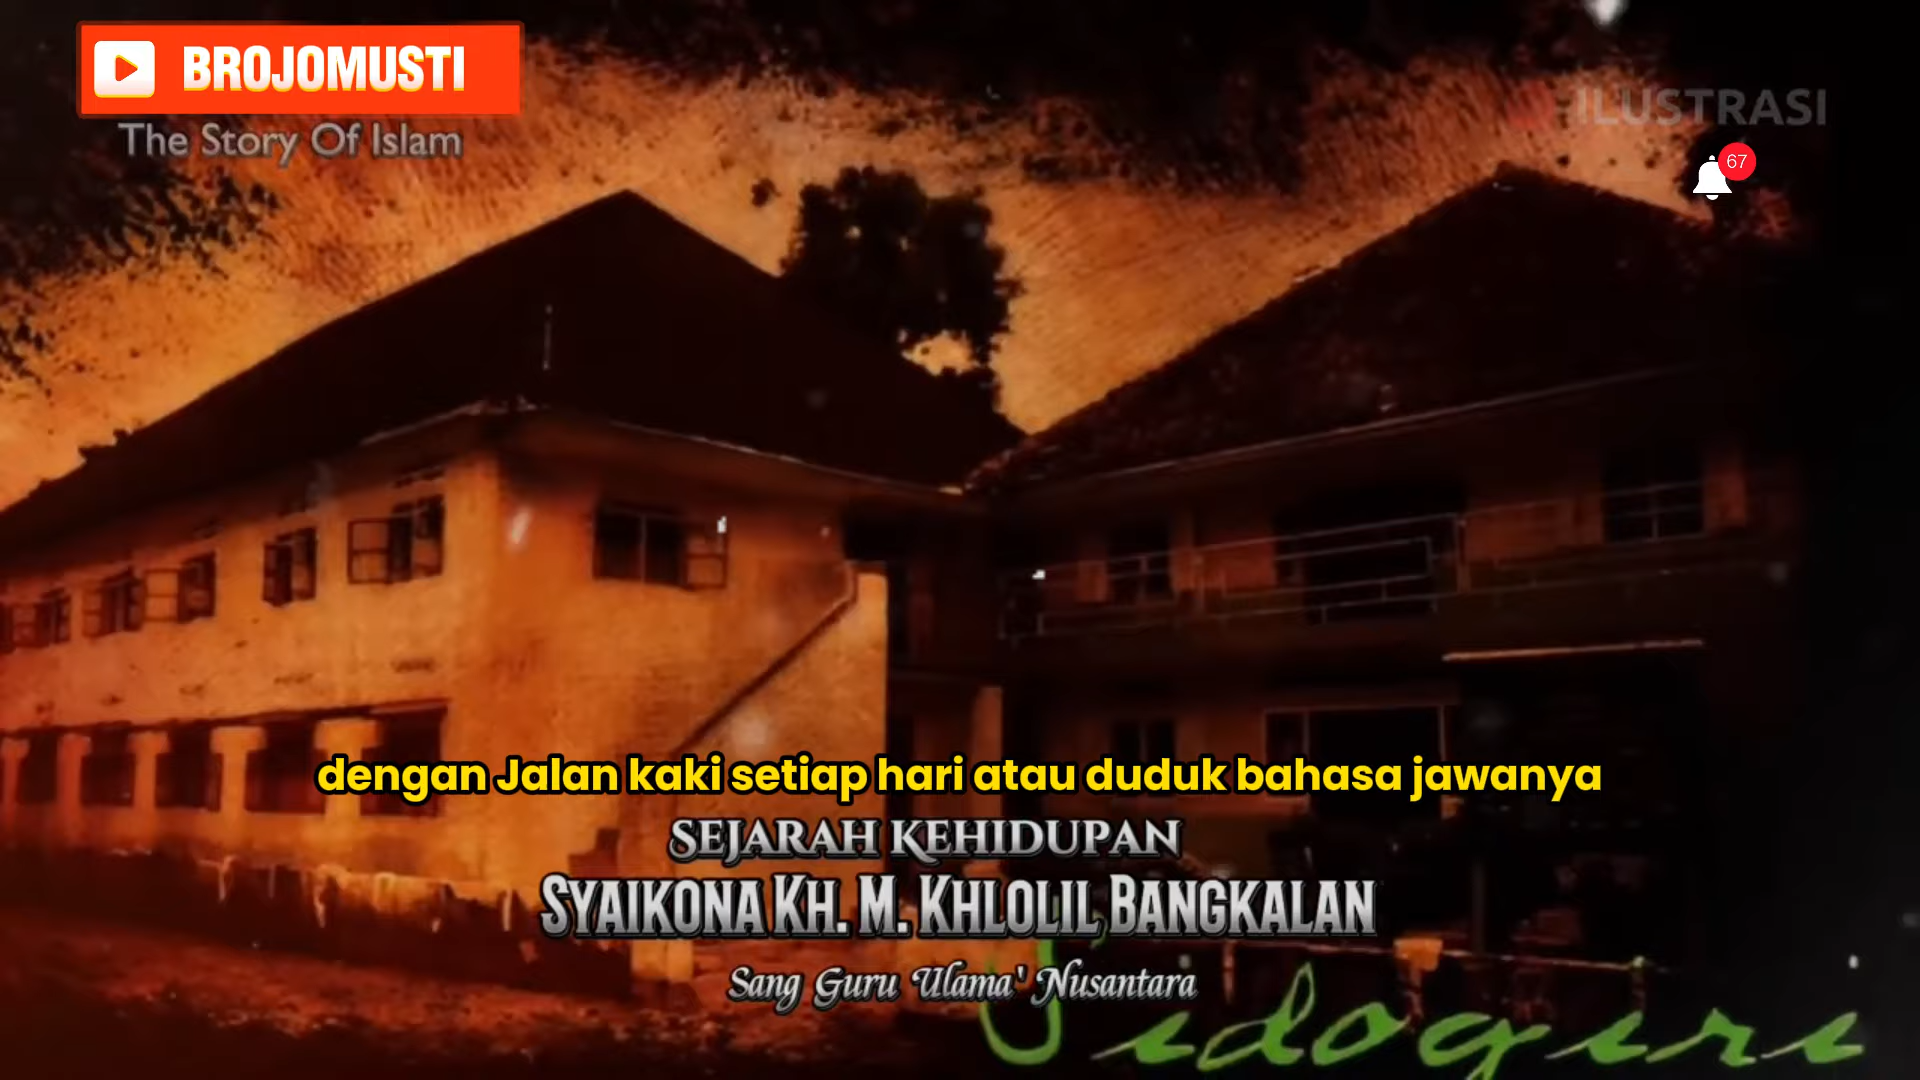 BROJOMUSTI
The Story Of Islam
ILUSTRASI
67
dengan Jalan kaki setiap hari atau duduk bahasa jawanya
SEJARAH KEHIDUPAN
SYAIKONA KH. M. KHLOLIL BANGKALAN
Sang Guru Ulama' Nusantara
Sidogiri